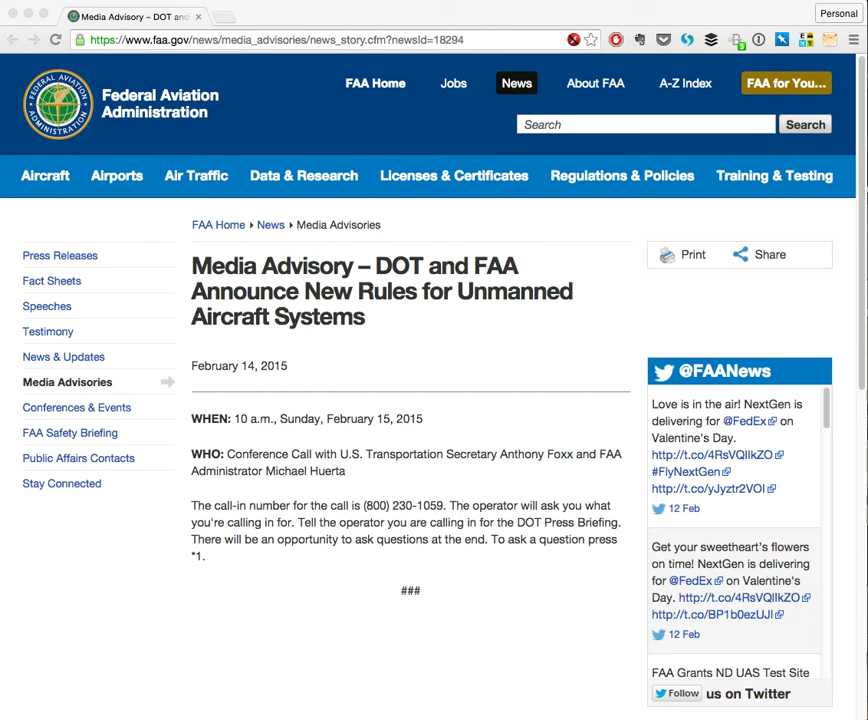 Media Advisory – DOT and
Personal
https://www.faa.gov/news/media_advisories/news_story.cfm?newsId=18294
FEDERAL AVIATION ADMINISTRATION
Federal Aviation
Administration
FAA Home
Jobs
News
About FAA
A-Z Index
FAA for You...
Search
Search
Aircraft
Airports
Air Traffic
Data & Research
Licenses & Certificates
Regulations & Policies
Training & Testing
FAA Home
News
Media Advisories
Press Releases
Fact Sheets
Speeches
Testimony
News & Updates
Media Advisories
Conferences & Events
FAA Safety Briefing
Public Affairs Contacts
Stay Connected
Media Advisory – DOT and FAA
Announce New Rules for Unmanned
Aircraft Systems
February 14, 2015
WHEN: 10 a.m., Sunday, February 15, 2015
WHO: Conference Call with U.S. Transportation Secretary Anthony Foxx and FAA
Administrator Michael Huerta
The call-in number for the call is (800) 230-1059. The operator will ask you what
you're calling in for. Tell the operator you are calling in for the DOT Press Briefing.
There will be an opportunity to ask questions at the end. To ask a question press
*1.
###
Print
Share
@FAANews
Love is in the air! NextGen is
delivering for @FedEx on
Valentine's Day.
http://t.co/4RsVQlIkZO
#FlyNextGen
http://t.co/yJyztr2VOl
12 Feb
Get your sweetheart's flowers
on time! NextGen is delivering
for @FedEx on Valentine's
Day. http://t.co/4RsVQlIkZO
http://t.co/BP1b0ezUJl
12 Feb
FAA Grants ND UAS Test Site
Follow
us on Twitter